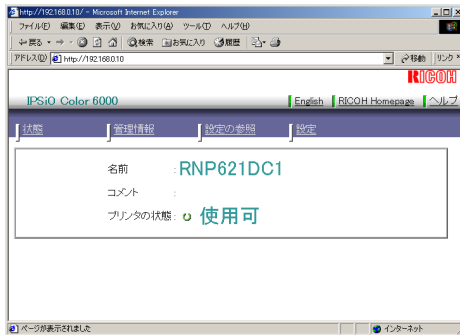 http://192.168.0.10/ - Microsoft Internet Explorer
ファイル(F) 編集(E) 表示(V) お気に入り(A) ツール(T) ヘルプ(H)
戻る 検索 お気に入り 履歴
アドレス(D) http://192.168.0.10 移動 リンク
RICOH
IPSiO Color 6000 English RICOH Homepage ヘルプ
状態 管理情報 設定の参照 設定
名前 : RNP621DC1
コメント :
プリンタの状態 : 使用可
ページが表示されました インターネット